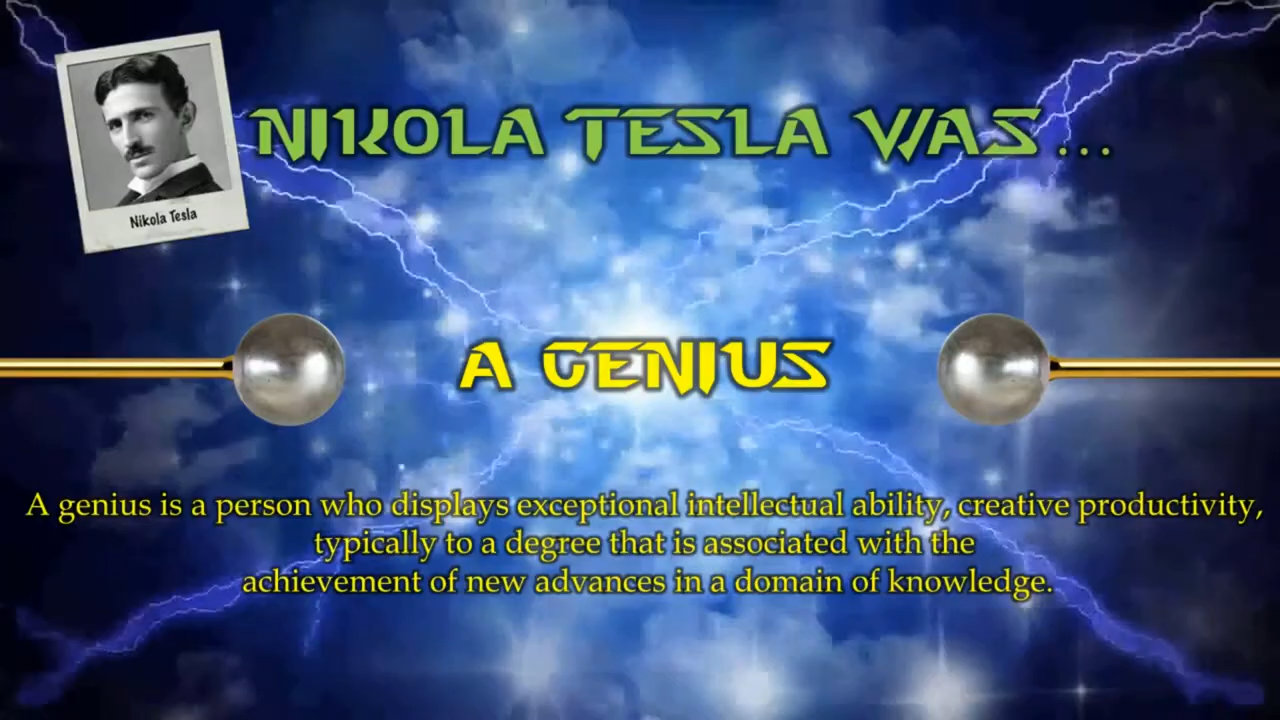 NIKOLA TESLA WAS...
Nikola Tesla
A GENIUS
A genius is a person who displays exceptional intellectual ability, creative productivity,
typically to a degree that is associated with the
achievement of new advances in a domain of knowledge.